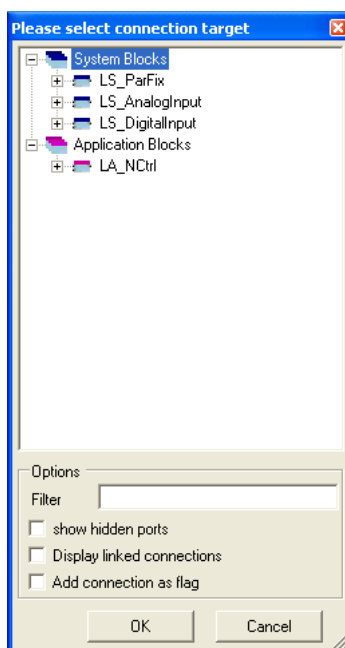 Please select connection target
System Blocks
LS_ParFix
LS_AnalogInput
LS_DigitalInput
Application Blocks
LA_NCtrl
Options
Filter
show hidden ports
Display linked connections
Add connection as flag
OK Cancel